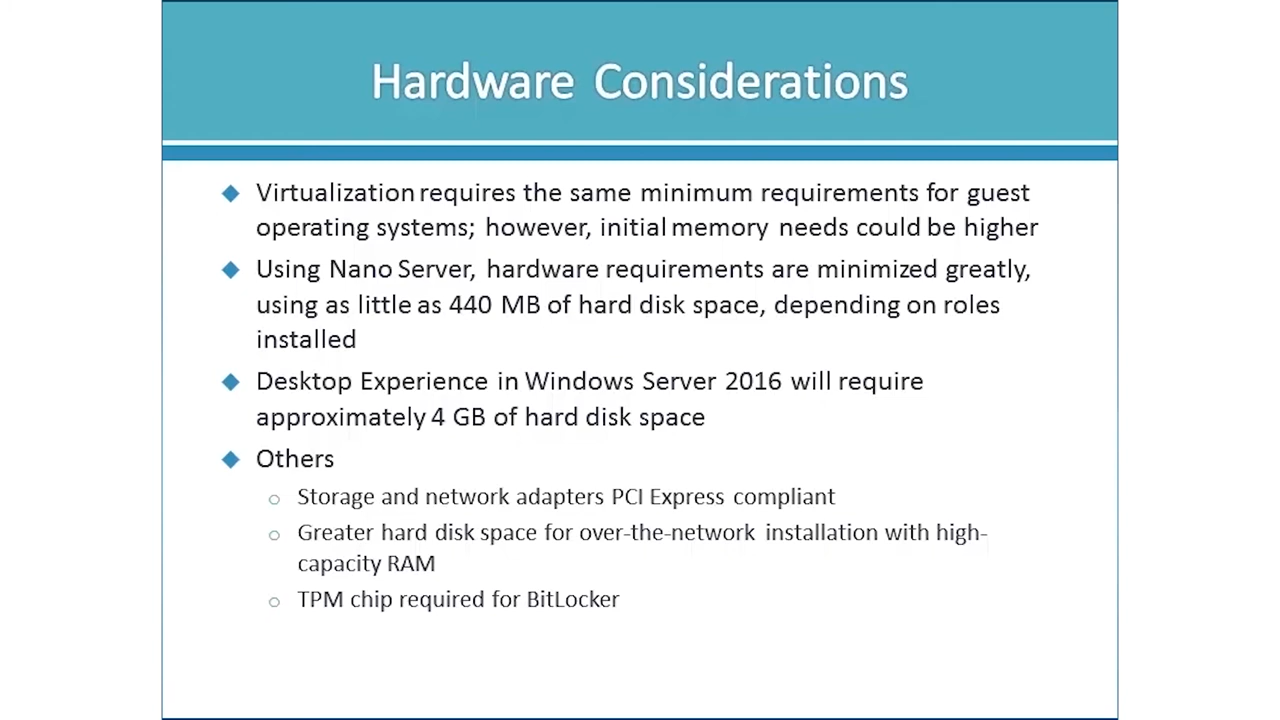 Hardware Considerations
Virtualization requires the same minimum requirements for guest
operating systems; however, initial memory needs could be higher
Using Nano Server, hardware requirements are minimized greatly,
using as little as 440 MB of hard disk space, depending on roles
installed
Desktop Experience in Windows Server 2016 will require
approximately 4 GB of hard disk space
Others
Storage and network adapters PCI Express compliant
Greater hard disk space for over-the-network installation with high-
capacity RAM
TPM chip required for BitLocker